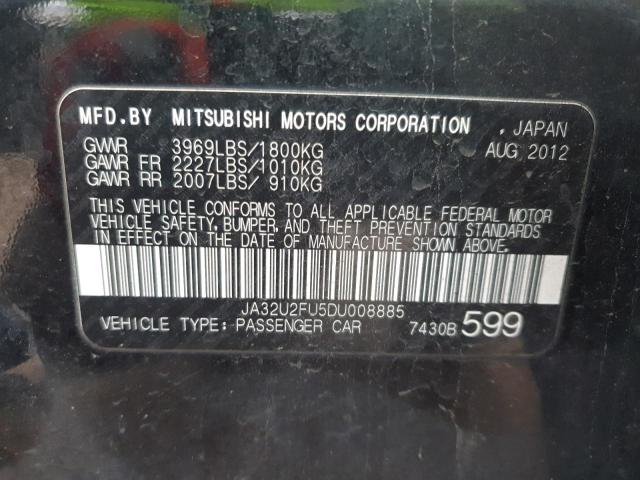 MFD.BY MITSUBISHI MOTORS CORPORATION . JAPAN
GVWR 3969LBS/1800KG AUG 2012
GAWR FR 2227LBS/1010KG
GAWR RR 2007LBS/ 910KG
THIS VEHICLE CONFORMS TO ALL APPLICABLE FEDERAL MOTOR
VEHICLE SAFETY, BUMPER, AND THEFT PREVENTION STANDARDS
IN EFFECT ON THE DATE OF MANUFACTURE SHOWN ABOVE.
JA32U2FU5DU008885
VEHICLE TYPE: PASSENGER CAR 7430B 599